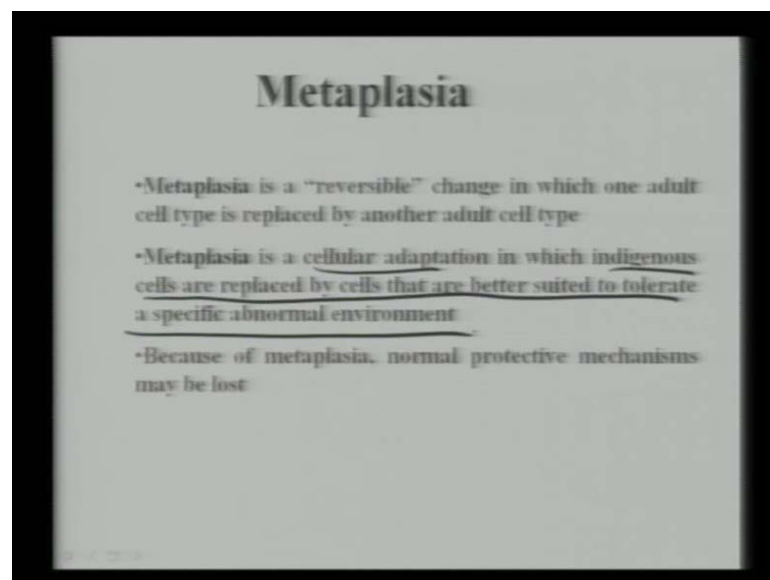 Metaplasia
•Metaplasia is a “reversible” change in which one adult
cell type is replaced by another adult cell type
•Metaplasia is a cellular adaptation in which indigenous
cells are replaced by cells that are better suited to tolerate
a specific abnormal environment
•Because of metaplasia, normal protective mechanisms
may be lost